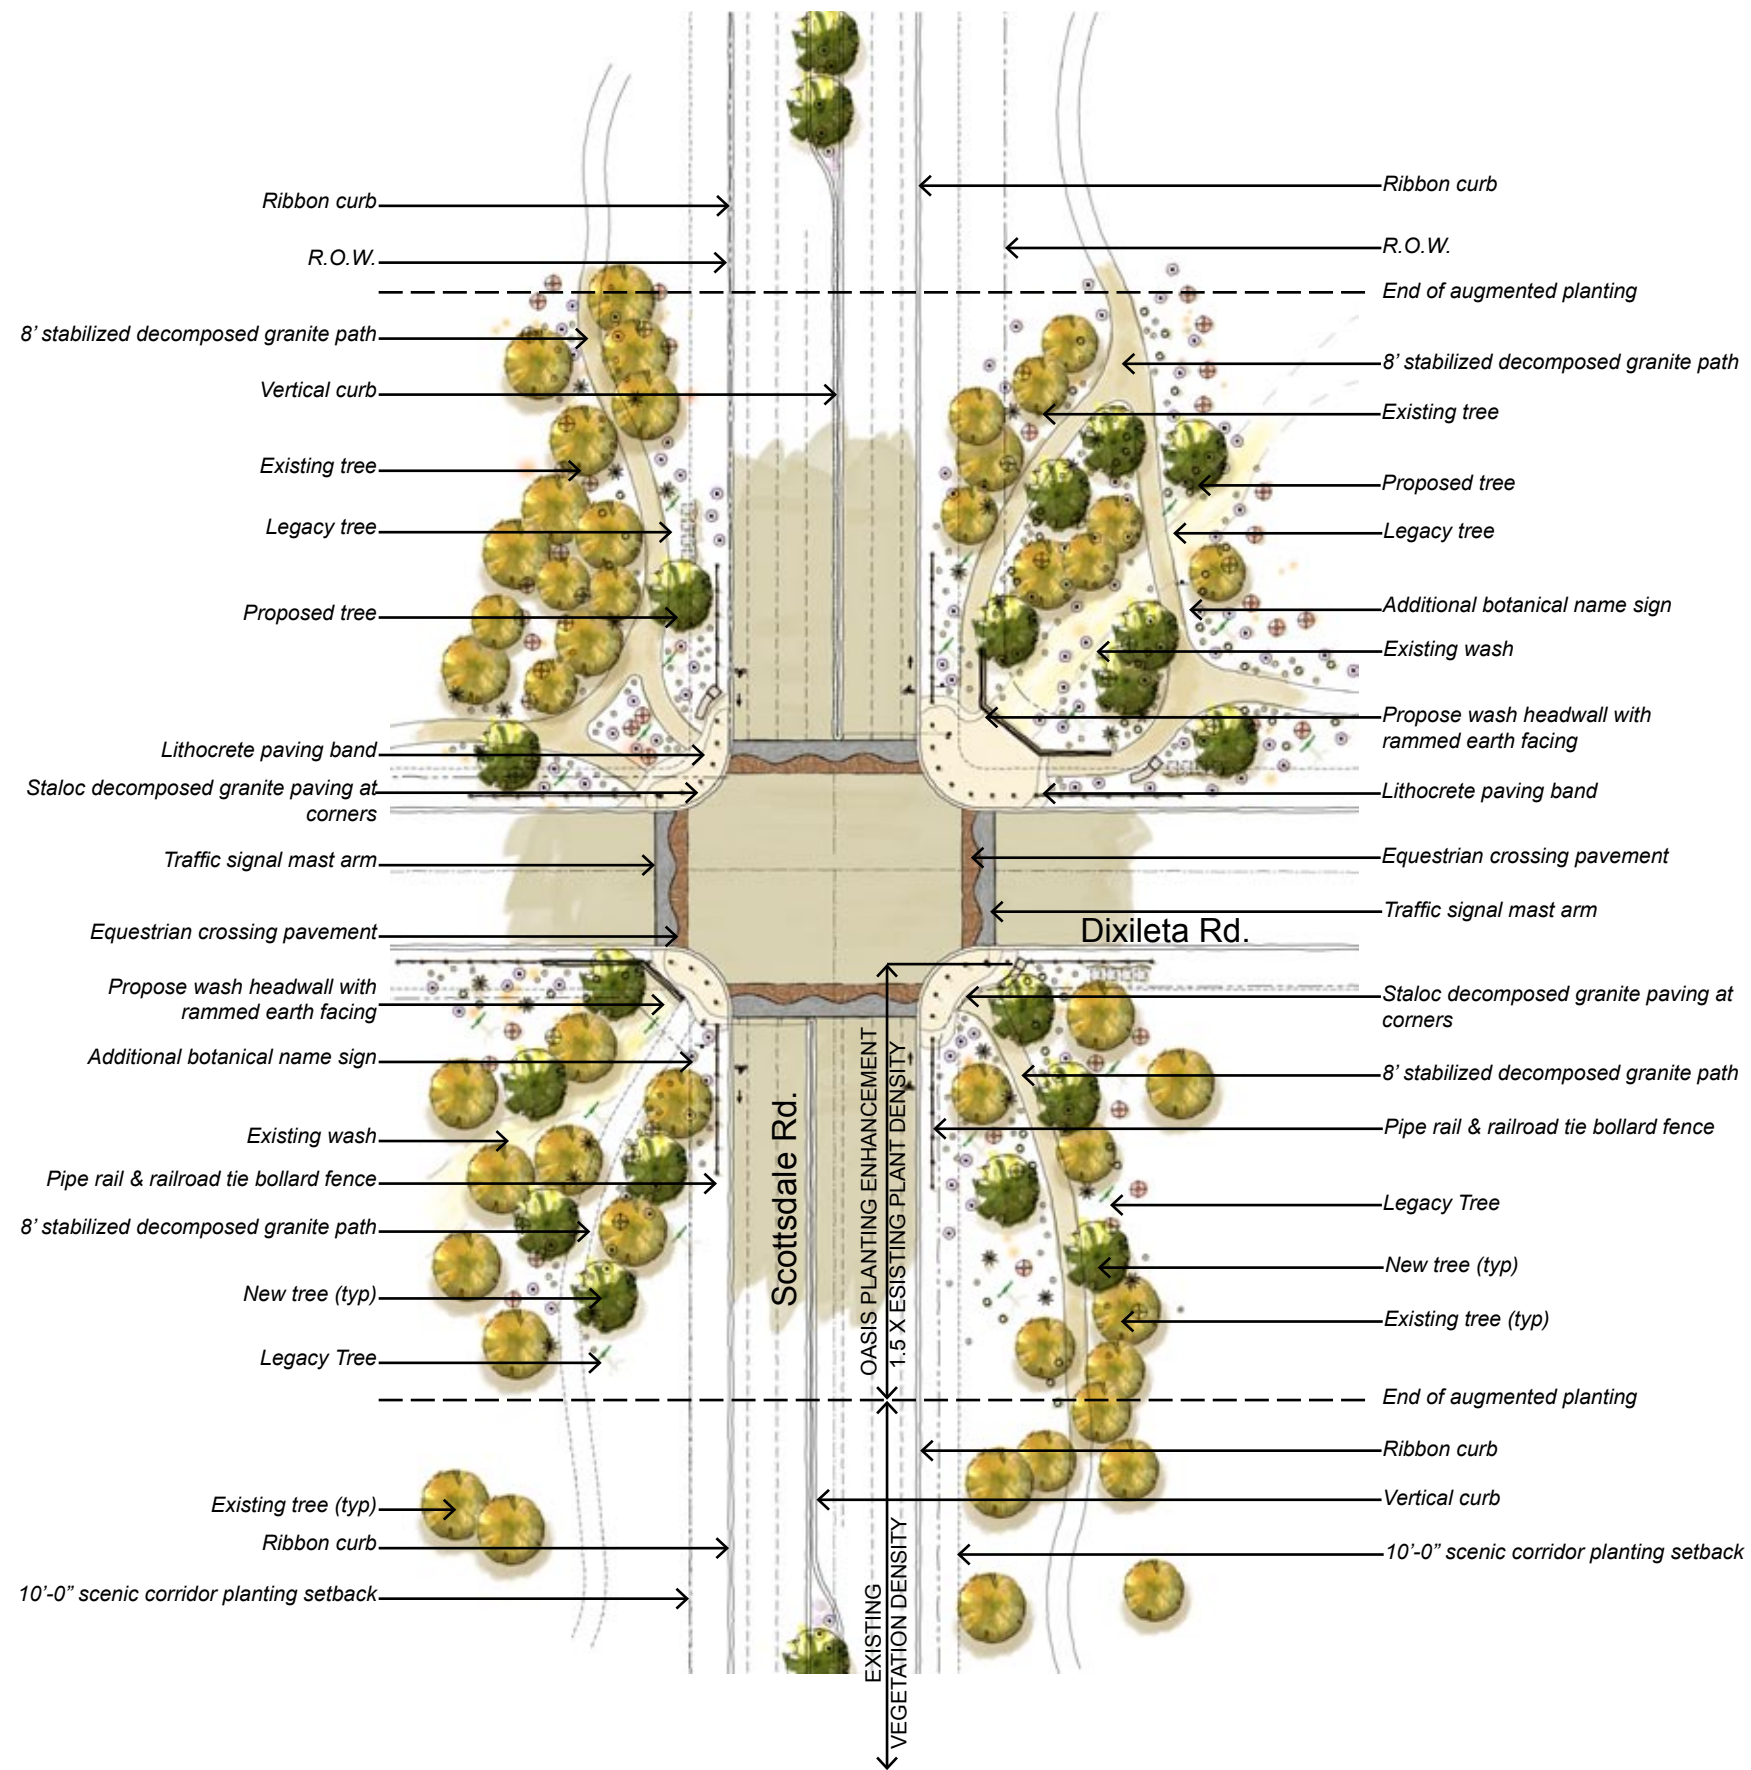 Ribbon curb
R.O.W.
8’ stabilized decomposed granite path
Vertical curb
Existing tree
Legacy tree
Proposed tree
Lithocrete paving band
Staloc decomposed granite paving at
corners
Traffic signal mast arm
Equestrian crossing pavement
Propose wash headwall with
rammed earth facing
Additional botanical name sign
Existing wash
Pipe rail & railroad tie bollard fence
8’ stabilized decomposed granite path
New tree (typ)
Legacy Tree
Existing tree (typ)
Ribbon curb
10’-0” scenic corridor planting setback
Scottsdale Rd.
OASIS PLANTING ENHANCEMENT
1.5 X ESISTING PLANT DENSITY
EXISTING
VEGETATION DENSITY
Dixileta Rd.
Ribbon curb
R.O.W.
End of augmented planting
8’ stabilized decomposed granite path
Existing tree
Proposed tree
Legacy tree
Additional botanical name sign
Existing wash
Propose wash headwall with
rammed earth facing
Lithocrete paving band
Equestrian crossing pavement
Traffic signal mast arm
Staloc decomposed granite paving at
corners
8’ stabilized decomposed granite path
Pipe rail & railroad tie bollard fence
Legacy Tree
New tree (typ)
Existing tree (typ)
End of augmented planting
Ribbon curb
Vertical curb
10’-0” scenic corridor planting setback